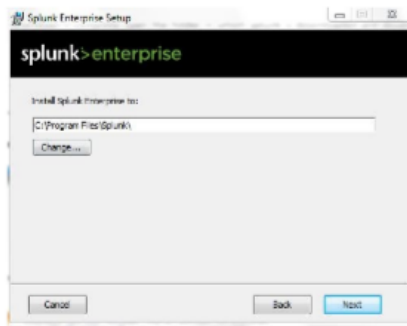 Splunk Enterprise Setup
splunk>enterprise
Install Splunk Enterprise to:
C:\Program Files\Splunk\
Change...
Cancel
Back
Next